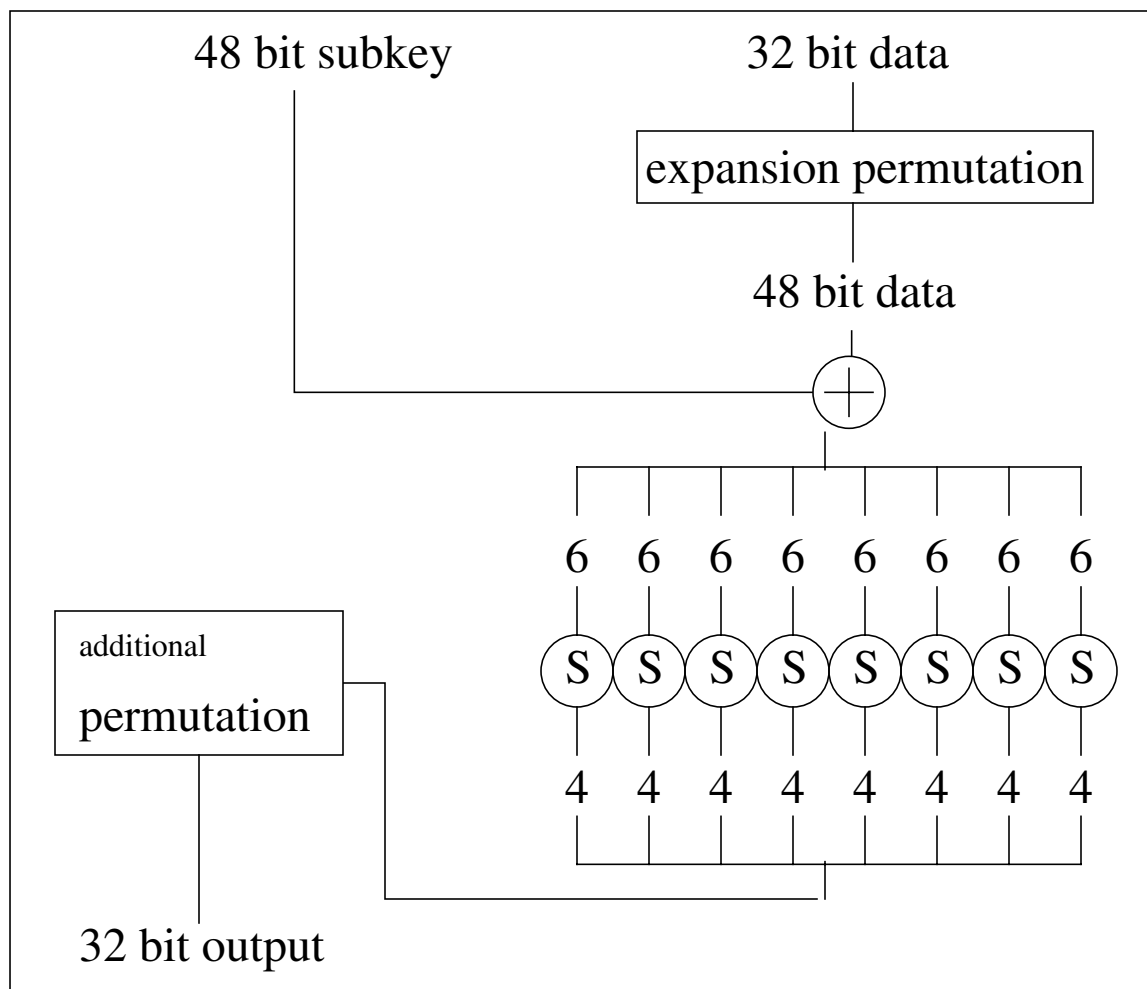 48 bit subkey
32 bit data
expansion permutation
48 bit data
6 6 6 6 6 6 6 6
S S S S S S S S
additional
permutation
4 4 4 4 4 4 4 4
32 bit output